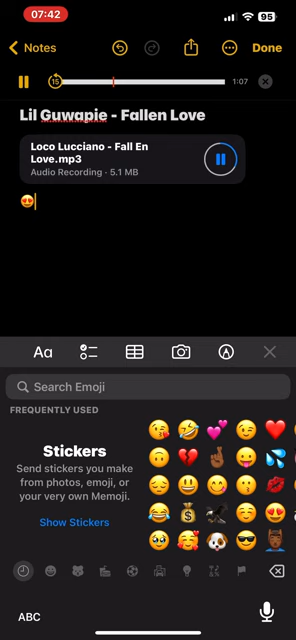 07:42
95
Notes
Done
15
1:07
Lil Guwapie - Fallen Love
Loco Lucciano - Fall En
Love.mp3
Audio Recording · 5.1 MB
😍
Aa
Search Emoji
FREQUENTLY USED
Stickers
Send stickers you make
from photos, emoji, or
your very own Memoji.
Show Stickers
ABC